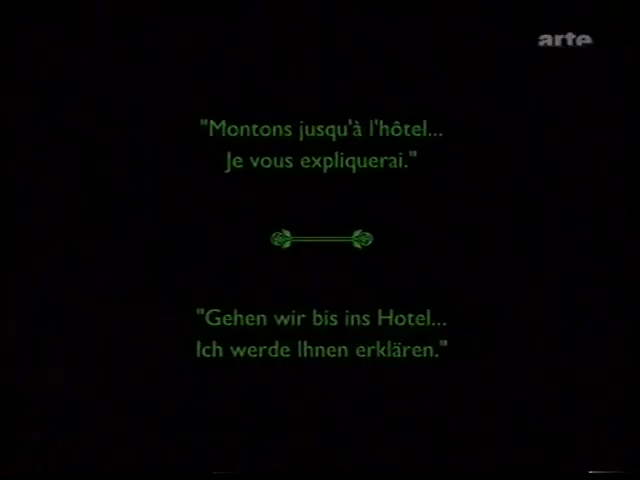 arte
"Montons jusqu'à l'hôtel...
Je vous expliquerai."
"Gehen wir bis ins Hotel...
Ich werde Ihnen erklären."